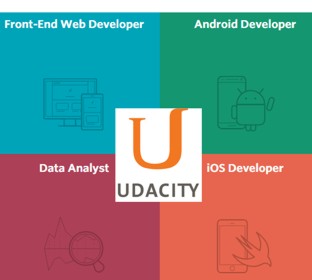 Front-End Web Developer
Android Developer
Data Analyst
iOS Developer
UDACITY